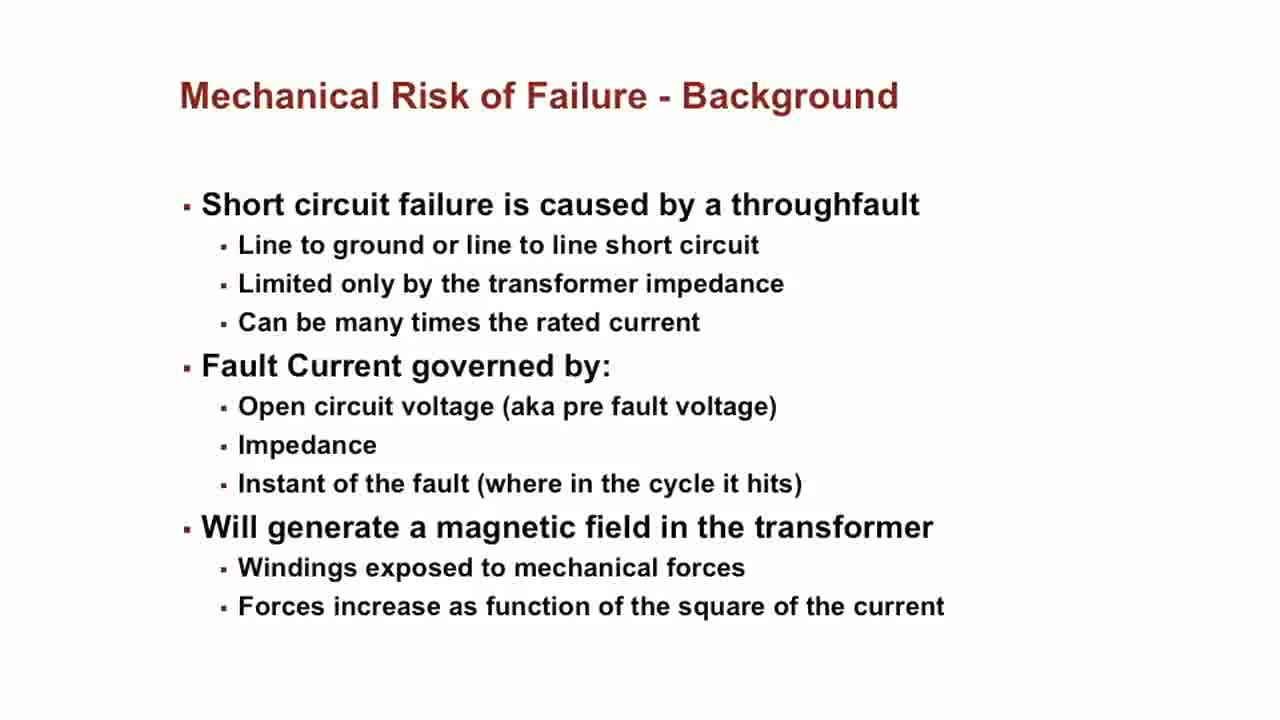 Mechanical Risk of Failure - Background
▪ Short circuit failure is caused by a throughfault
▪ Line to ground or line to line short circuit
▪ Limited only by the transformer impedance
▪ Can be many times the rated current
▪ Fault Current governed by:
▪ Open circuit voltage (aka pre fault voltage)
▪ Impedance
▪ Instant of the fault (where in the cycle it hits)
▪ Will generate a magnetic field in the transformer
▪ Windings exposed to mechanical forces
▪ Forces increase as function of the square of the current